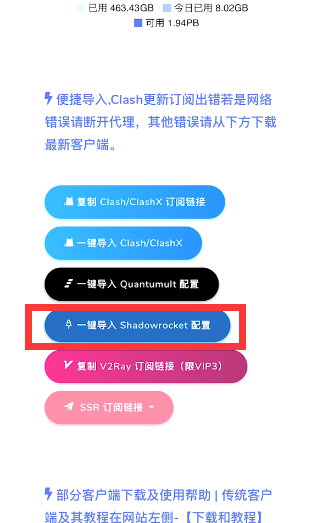 已用 463.43GB 今日已用 8.02GB
可用 1.94PB
便捷导入,Clash更新订阅出错若是网络
错误请断开代理，其他错误请从下方下载
最新客户端。
复制 Clash/ClashX 订阅链接
一键导入 Clash/ClashX
一键导入 Quantumult 配置
一键导入 Shadowrocket 配置
复制 V2Ray 订阅链接（限VIP3）
SSR 订阅链接
部分客户端下载及使用帮助 | 传统客户
端及其教程在网站左侧-【下载和教程】